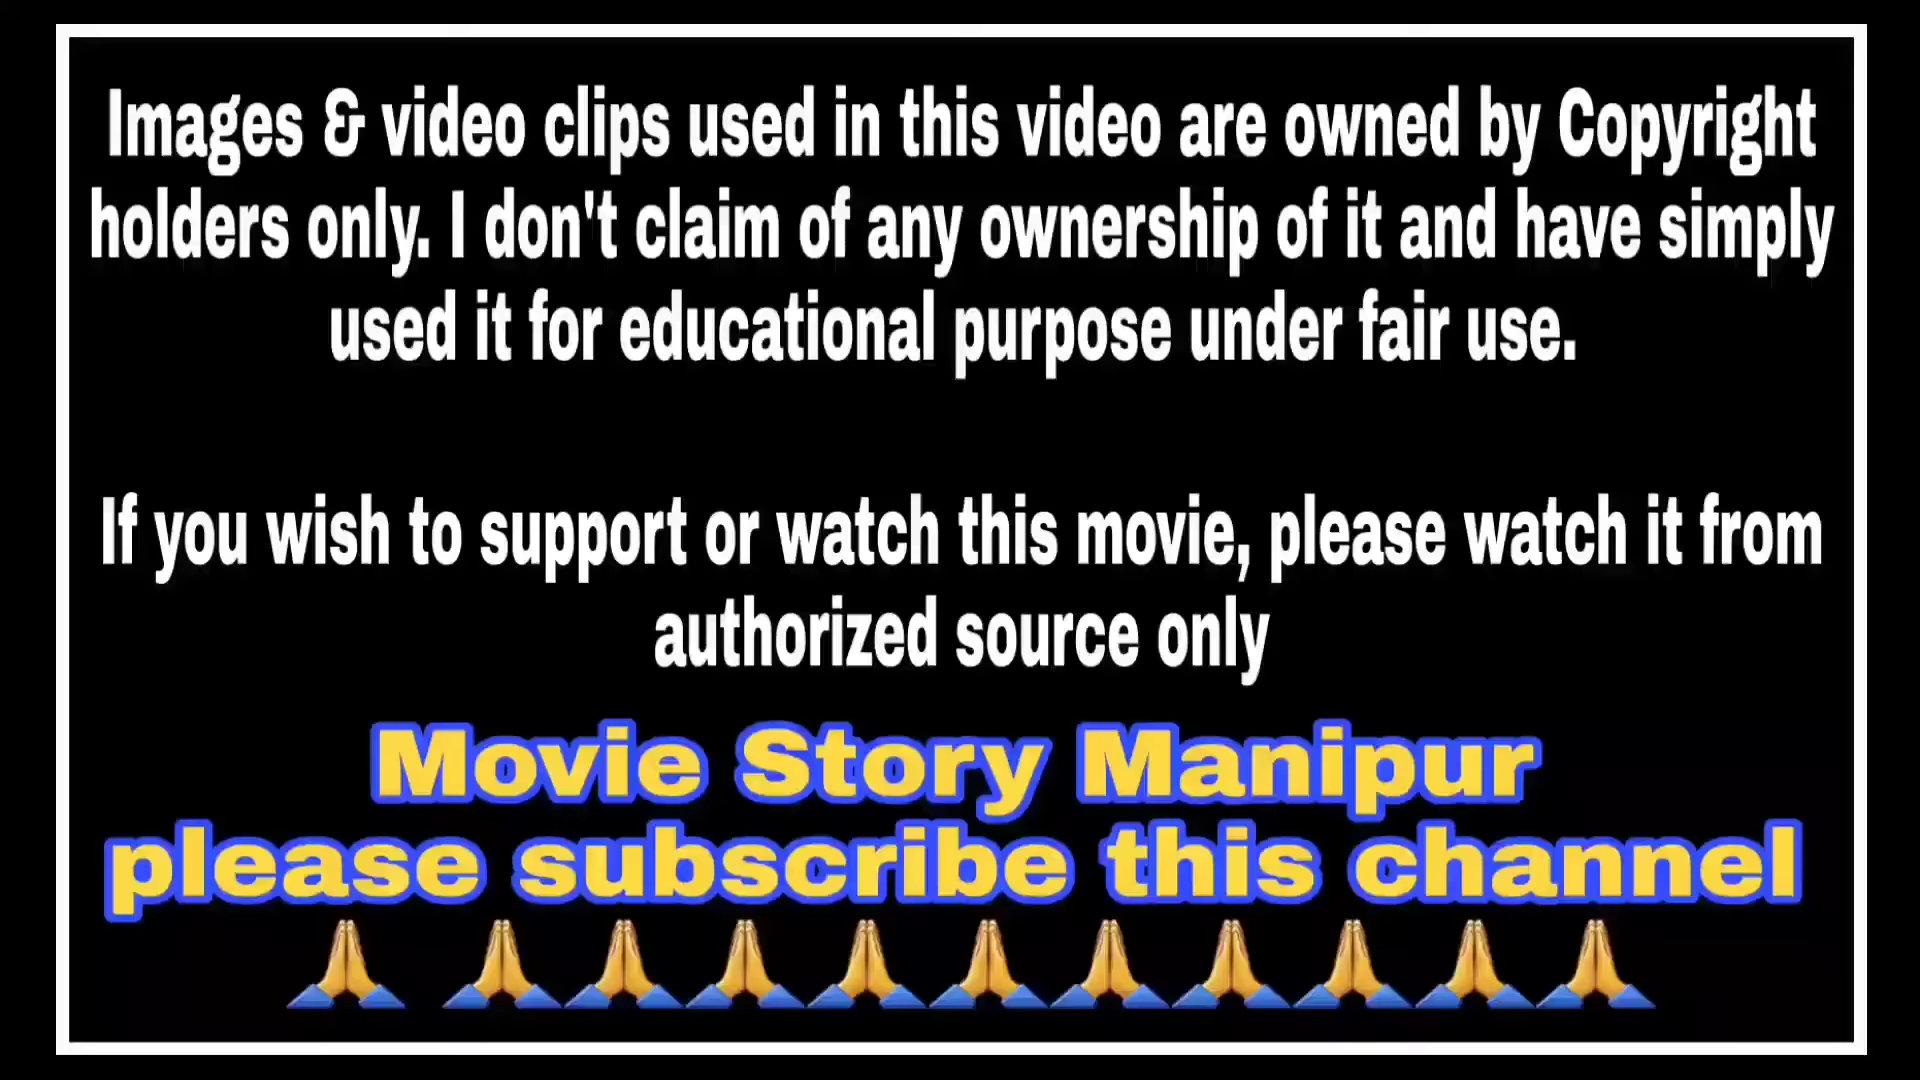 Images & video clips used in this video are owned by Copyright
holders only. I don't claim of any ownership of it and have simply
used it for educational purpose under fair use.
If you wish to support or watch this movie, please watch it from
authorized source only
Movie Story Manipur
please subscribe this channel
🙏 🙏🙏🙏🙏🙏🙏🙏🙏🙏🙏